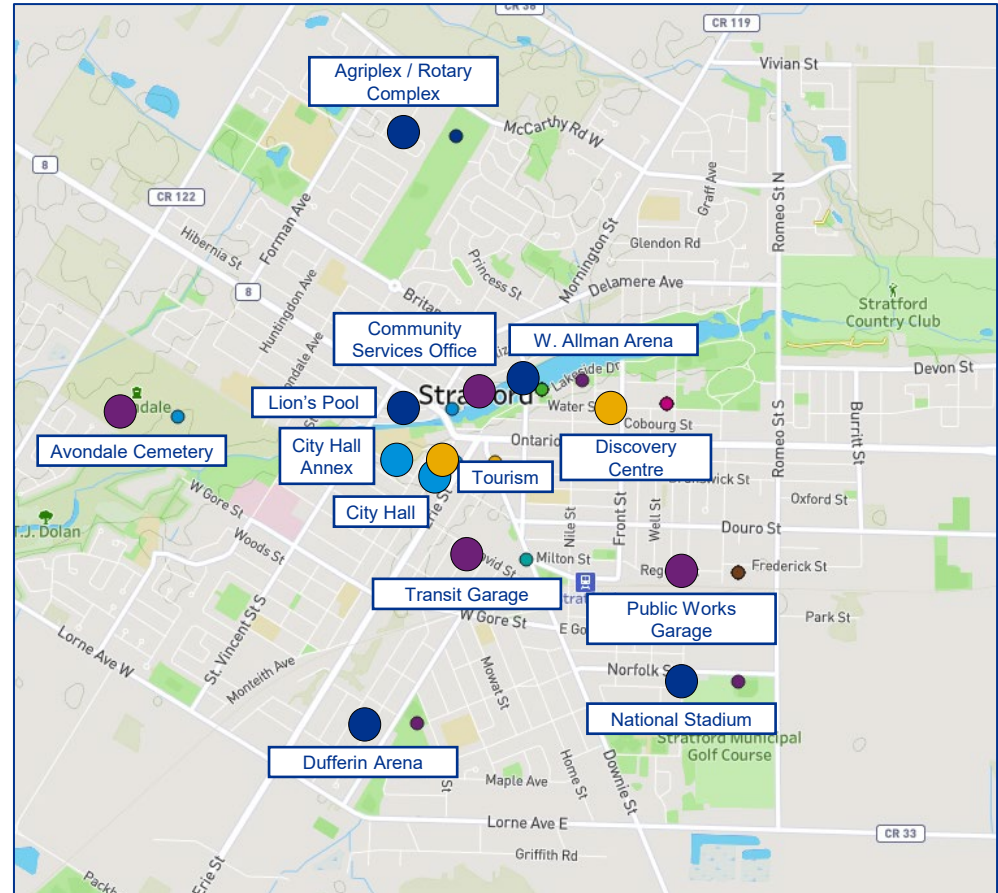 CR 38
CR 119
Vivian St
Agriplex / Rotary
Complex
McCarthy Rd W
8
CR 122
Graff Ave
Romeo St N
Forman Ave
Hibernia St
Glendon Rd
Mornington St
Princess St
Delamere Ave
8
Huntingdon Ave
Stratford
Country Club
Community
Services Office
W. Allman Arena
Lakeside Dr
Devon St
Lion's Pool
Water
Cobourg St
Burritt St
Romeo St S
Avondale Cemetery
City Hall
Annex
Ontario
Discovery
Centre
Tourism
City Hall
Oxford St
W Gore St
Woods St
Nile St
Front St
Well St
Douro St
T.J. Dolan
Milton St
Frederick St
Transit Garage
Public Works
Garage
Park St
W Gore St
St. Vincent St S
Lorne Ave W
Monteith Ave
Mowat St
Norfolk
National Stadium
Stratford Municipal
Golf Course
Dufferin Arena
Home St
Downie St
Maple Ave
St
Lorne Ave E
CR 33
Griffith Rd
Erie St